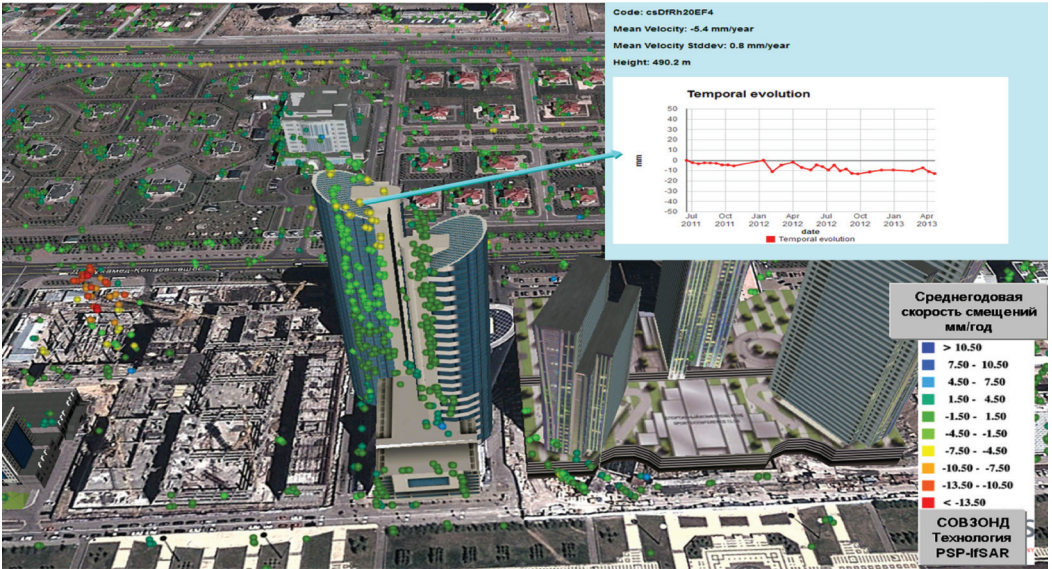 Code: csDfRh20EF4
Mean Velocity: -5.4 mm/year
Mean Velocity Stddev: 0.8 mm/year
Height: 490.2 m
Temporal evolution
50
40
30
20
10
0
-10
-20
-30
-40
-50
mm
Jul 2011
Oct 2011
Jan 2012
Apr 2012
Jul 2012
Oct 2012
Jan 2013
Apr 2013
date
Temporal evolution
Среднегодовая
скорость смещений
мм/год
> 10.50
7.50 - 10.50
4.50 - 7.50
1.50 - 4.50
-1.50 - 1.50
-4.50 - -1.50
-7.50 - -4.50
-10.50 - -7.50
-13.50 - -10.50
< -13.50
СОВЗОНД
Технология
PSP-IfSAR